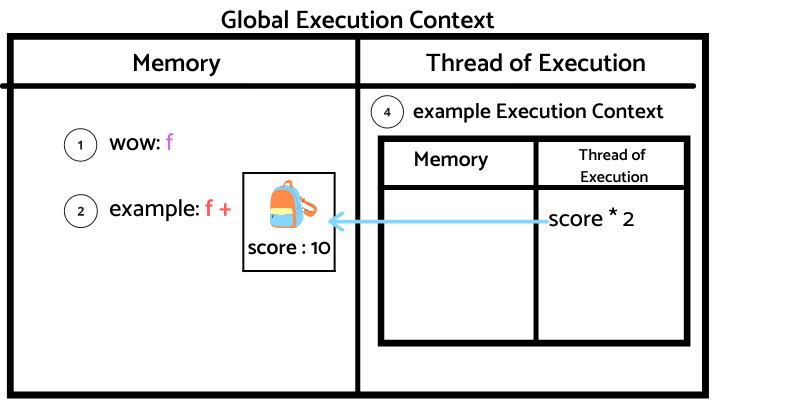 Global Execution Context
Memory
Thread of Execution
1 wow: f
2 example: f +
score : 10
4 example Execution Context
Memory
Thread of
Execution
score * 2